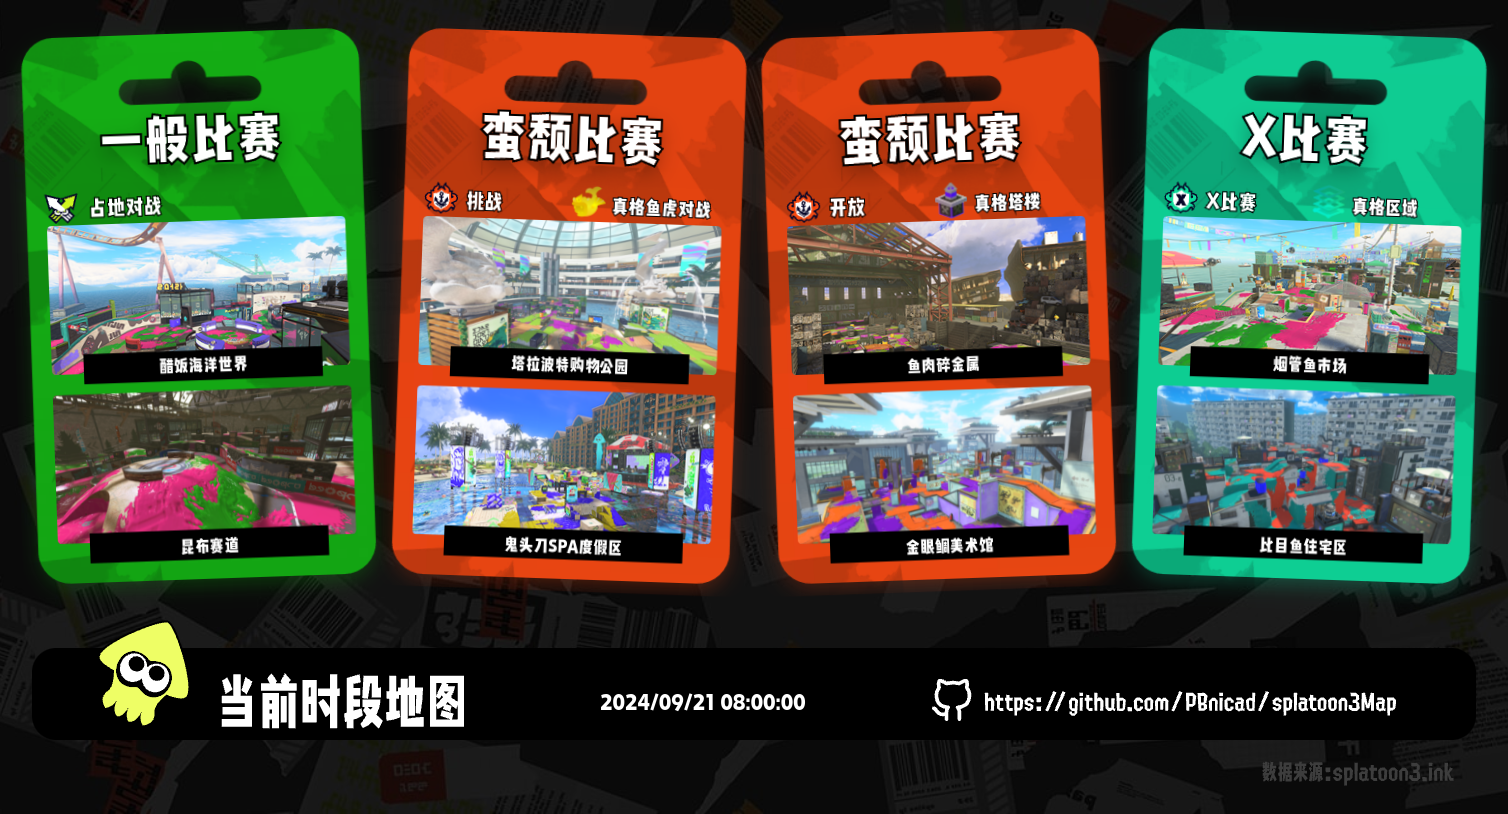 一般比赛
占地对战
醋饭海洋世界
昆布赛道
蛮颓比赛
挑战
真格鱼虎对战
塔拉波特购物公园
鬼头刀SPA度假区
蛮颓比赛
开放
真格塔楼
鱼肉碎金属
金眼鲷美术馆
X比赛
X比赛
真格区域
烟管鱼市场
比目鱼住宅区
当前时段地图
2024/09/21 08:00:00
https://github.com/PBnicad/splatoon3Map
数据来源:splatoon3.ink